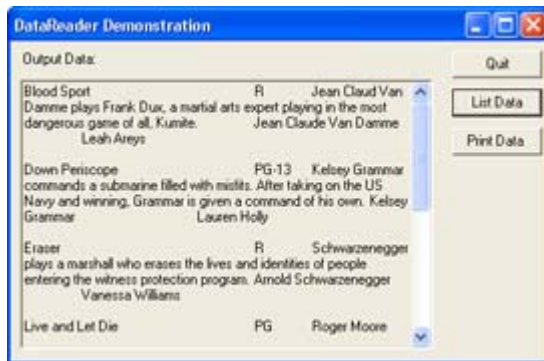 DataReader Demonstration
Output Data:
Quit
List Data
Print Data
Blood Sport R Jean Claud Van
Damme plays Frank Dux, a martial arts expert playing in the most
dangerous game of all, Kumite. Jean Claude Van Damme
Leah Areys
Down Periscope PG-13 Kelsey Grammar
commands a submarine filled with misfits. After taking on the US
Navy and winning, Grammar is given a command of his own. Kelsey
Grammar Lauren Holly
Eraser R Schwarzenegger
plays a marshall who erases the lives and identities of people
entering the witness protection program. Arnold Schwarzenegger
Vanessa Williams
Live and Let Die PG Roger Moore